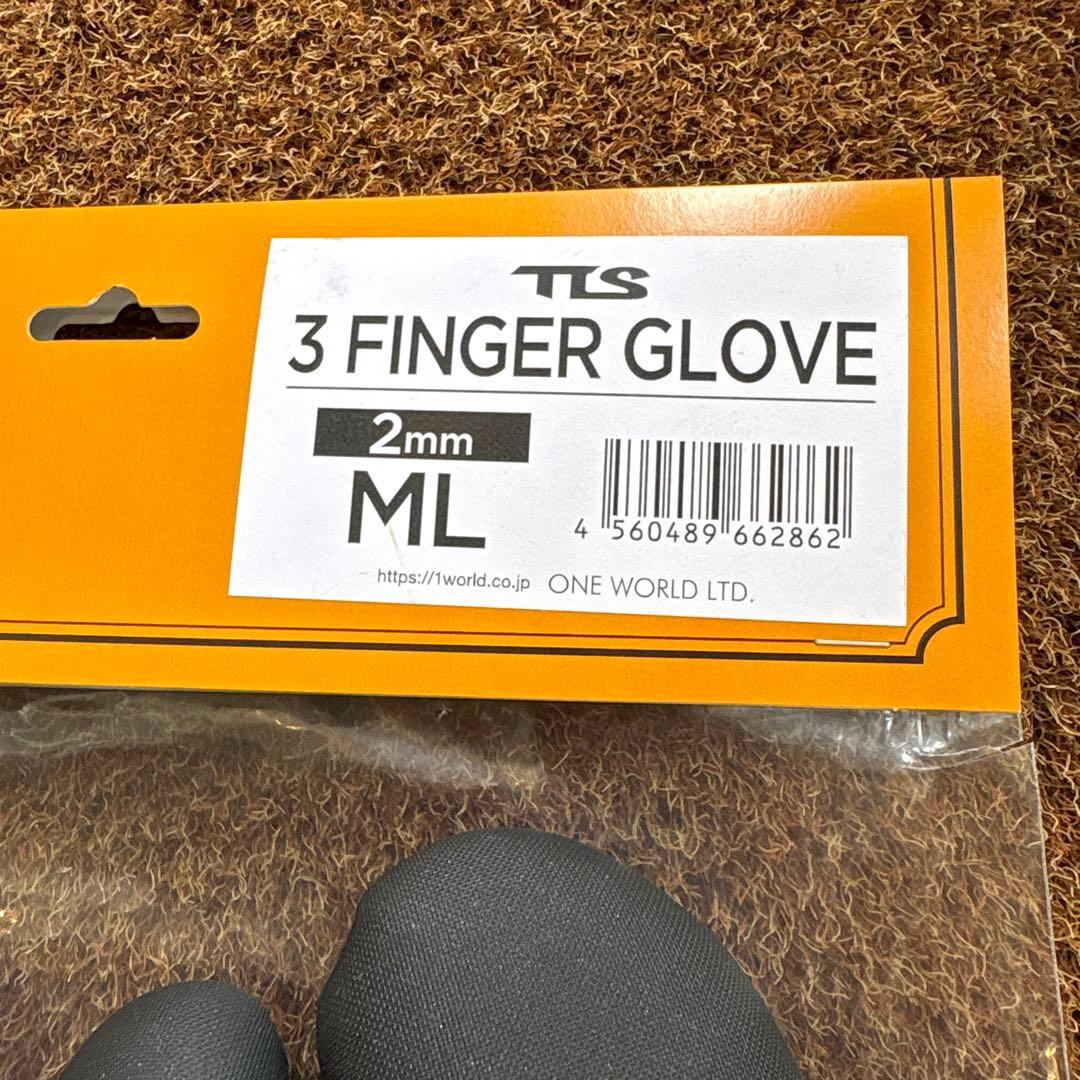 TLS
3 FINGER GLOVE
2mm
ML
4 560489 662862
https://1world.co.jp ONE WORLD LTD.